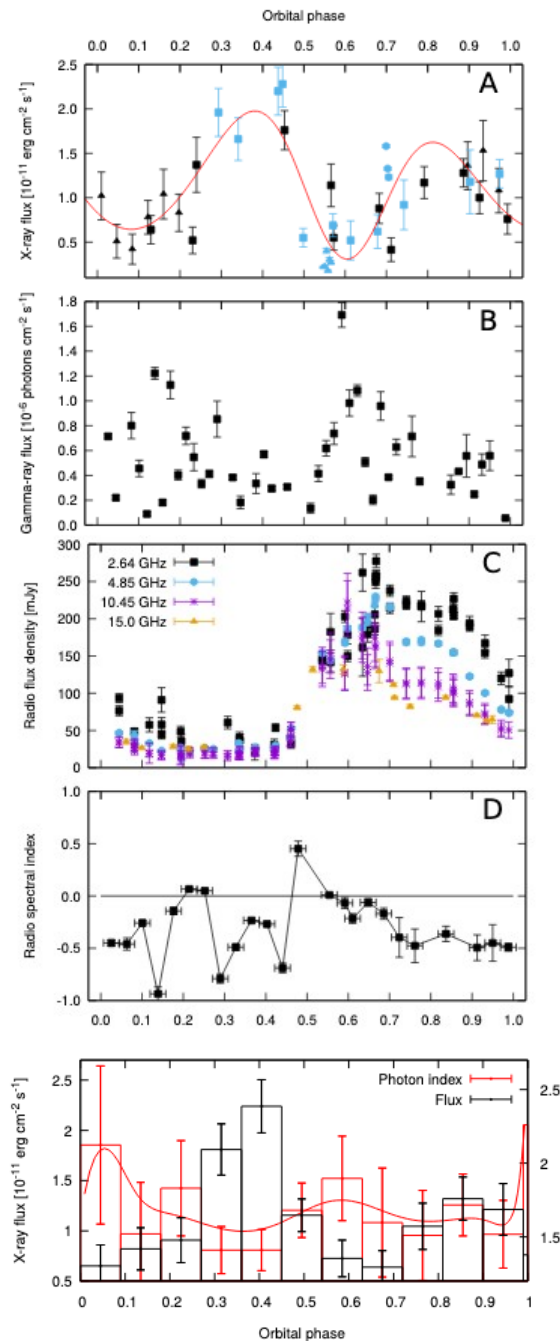 Orbital phase
0.0 0.1 0.2 0.3 0.4 0.5 0.6 0.7 0.8 0.9 1.0
X-ray flux [10⁻¹¹ erg cm⁻² s⁻¹]
2.5
2.0
1.5
1.0
0.5
A
Gamma-ray flux [10⁻⁶ photons cm⁻² s⁻¹]
1.8
1.6
1.4
1.2
1.0
0.8
0.6
0.4
0.2
0.0
B
Radio flux density [mJy]
300
250
200
150
100
50
0
2.64 GHz
4.85 GHz
10.45 GHz
15.0 GHz
C
Radio spectral index
1.0
0.5
0.0
-0.5
-1.0
D
0.0 0.1 0.2 0.3 0.4 0.5 0.6 0.7 0.8 0.9 1.0
X-ray flux [10⁻¹¹ erg cm⁻² s⁻¹]
2.5
2
1.5
1
0.5
Photon index
Flux
2.5
2
1.5
0 0.1 0.2 0.3 0.4 0.5 0.6 0.7 0.8 0.9 1
Orbital phase